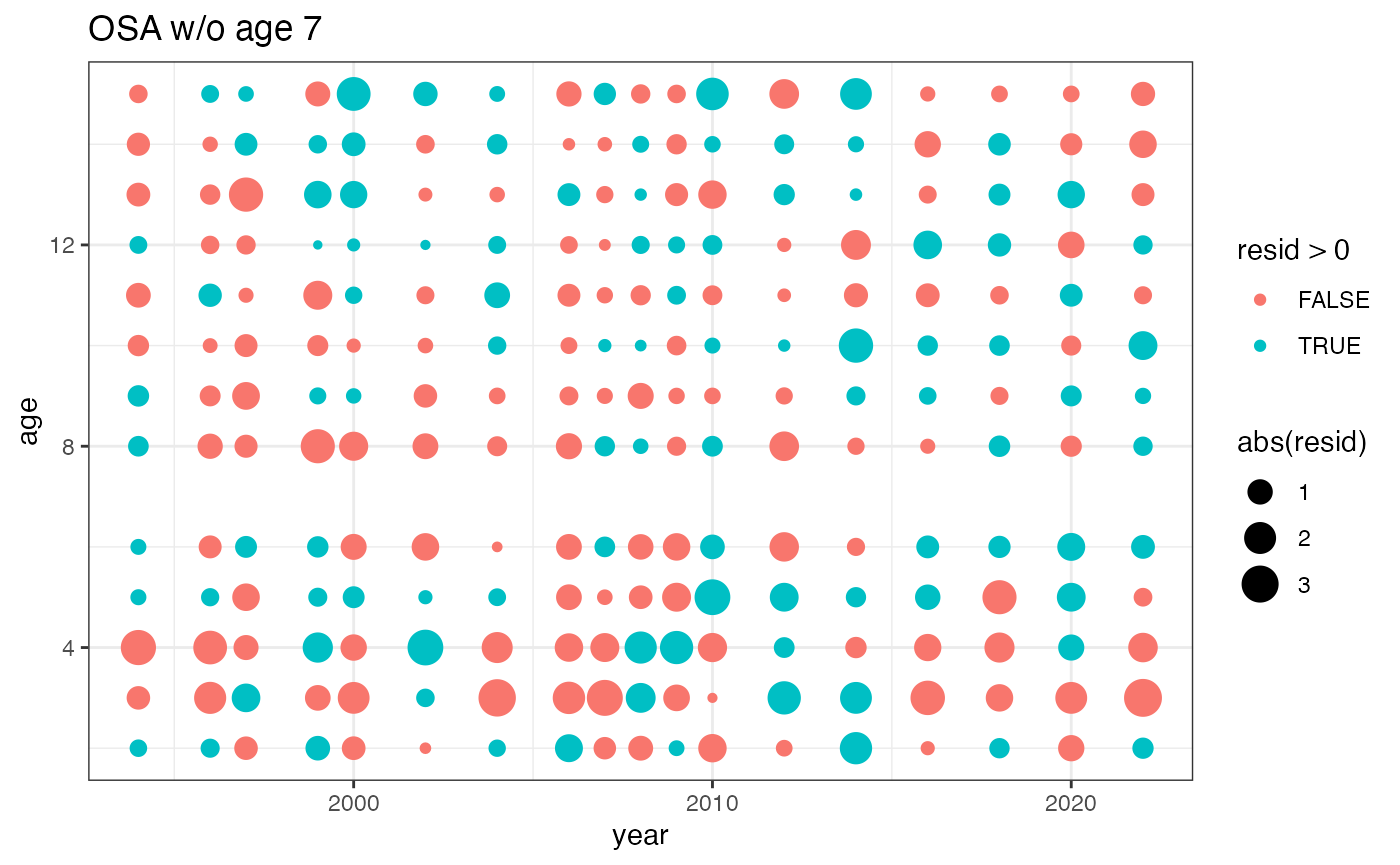 OSA w/o age 7
12
8
4
age
2000 2010 2020
year
resid > 0
FALSE
TRUE
abs(resid)
1
2
3